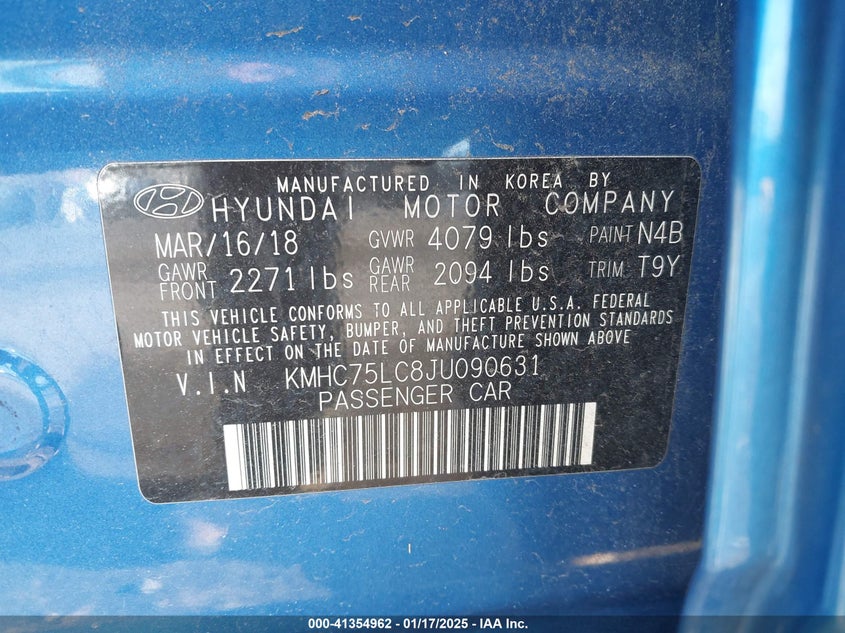 MANUFACTURED IN KOREA BY
HYUNDAI MOTOR COMPANY
MAR/16/18 GVWR 4079 lbs PAINT N4B
GAWR FRONT 2271 lbs GAWR REAR 2094 lbs TRIM T9Y
THIS VEHICLE CONFORMS TO ALL APPLICABLE U.S.A. FEDERAL
MOTOR VEHICLE SAFETY, BUMPER, AND THEFT PREVENTION STANDARDS
IN EFFECT ON THE DATE OF MANUFACTURE SHOWN ABOVE
V.I.N KMHC75LC8JU090631
PASSENGER CAR
000-41354962 - 01/17/2025 - IAA, Inc.